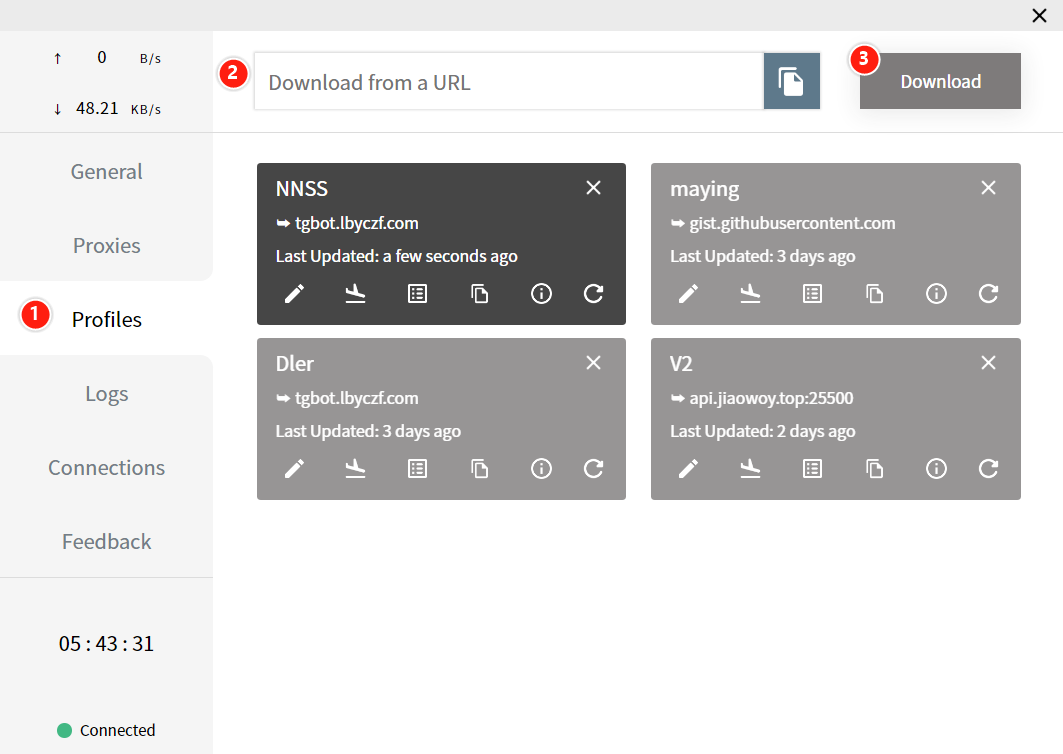 ↑ 0 B/s
↓ 48.21 KB/s
General
Proxies
1 Profiles
Logs
Connections
Feedback
05 : 43 : 31
Connected
2 Download from a URL
3 Download
NNSS
tgbot.lbyczf.com
Last Updated: a few seconds ago
maying
gist.githubusercontent.com
Last Updated: 3 days ago
Dler
tgbot.lbyczf.com
Last Updated: 3 days ago
V2
api.jiaowoy.top:25500
Last Updated: 2 days ago